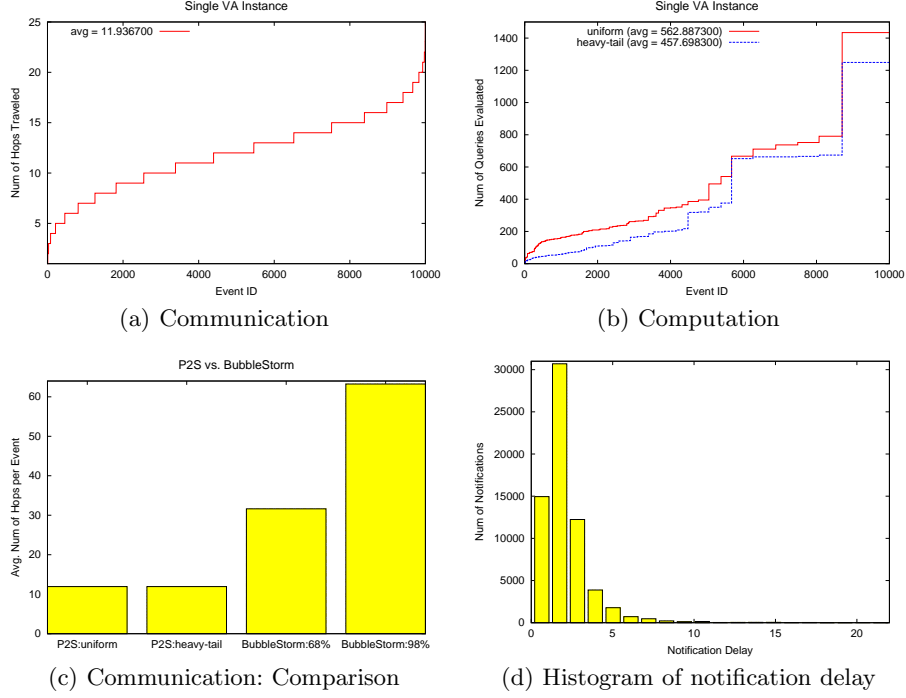 Single VA Instance
avg = 11.936700
25
20
15
10
5
Num of Hops Traveled
0 2000 4000 6000 8000 10000
Event ID
(a) Communication
Single VA Instance
uniform (avg = 562.887300)
heavy-tail (avg = 457.698300)
1400
1200
1000
800
600
400
200
0
Num of Queries Evaluated
0 2000 4000 6000 8000 10000
Event ID
(b) Computation
P2S vs. BubbleStorm
60
50
40
30
20
10
0
Avg. Num of Hops per Event
P2S:uniform P2S:heavy-tail BubbleStorm:68% BubbleStorm:98%
(c) Communication: Comparison
30000
25000
20000
15000
10000
5000
0
Num of Notifications
0 5 10 15 20
Notification Delay
(d) Histogram of notification delay